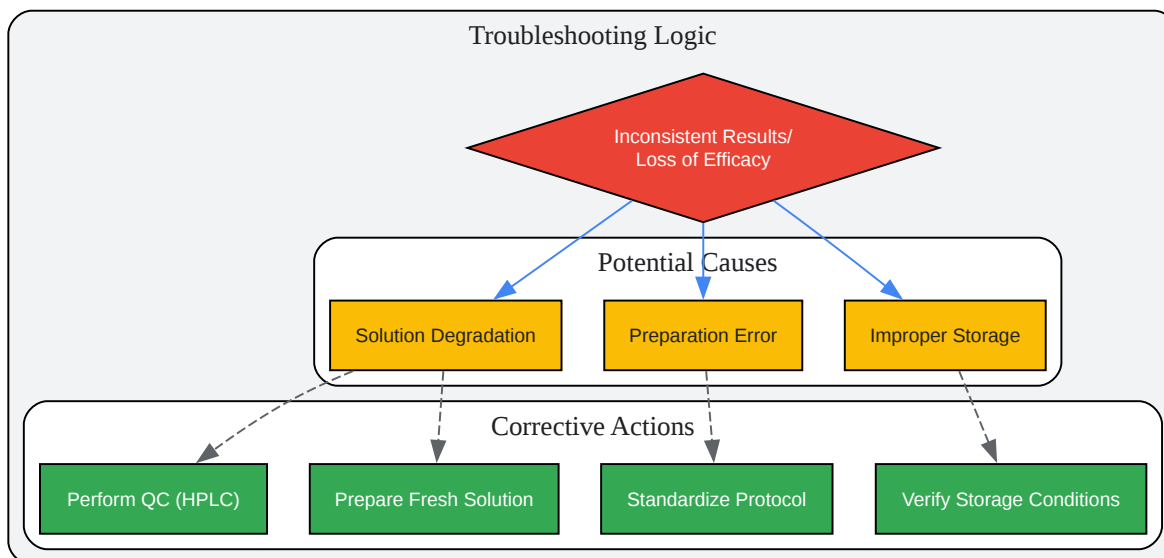 Troubleshooting Logic
Inconsistent Results/
Loss of Efficacy
Potential Causes
Solution Degradation
Preparation Error
Improper Storage
Corrective Actions
Perform QC (HPLC)
Prepare Fresh Solution
Standardize Protocol
Verify Storage Conditions